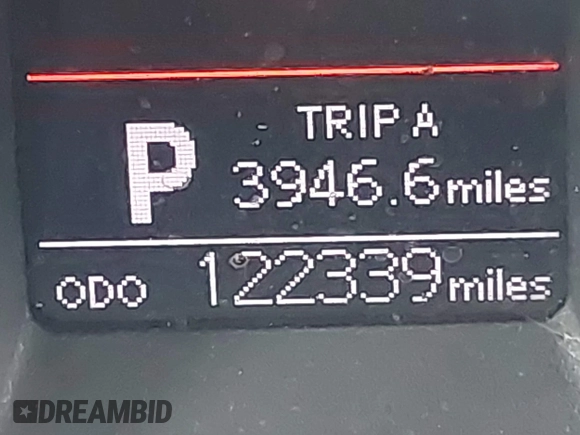 TRIP A
P 3946.6 miles
ODO 122339 miles
DREAMBID